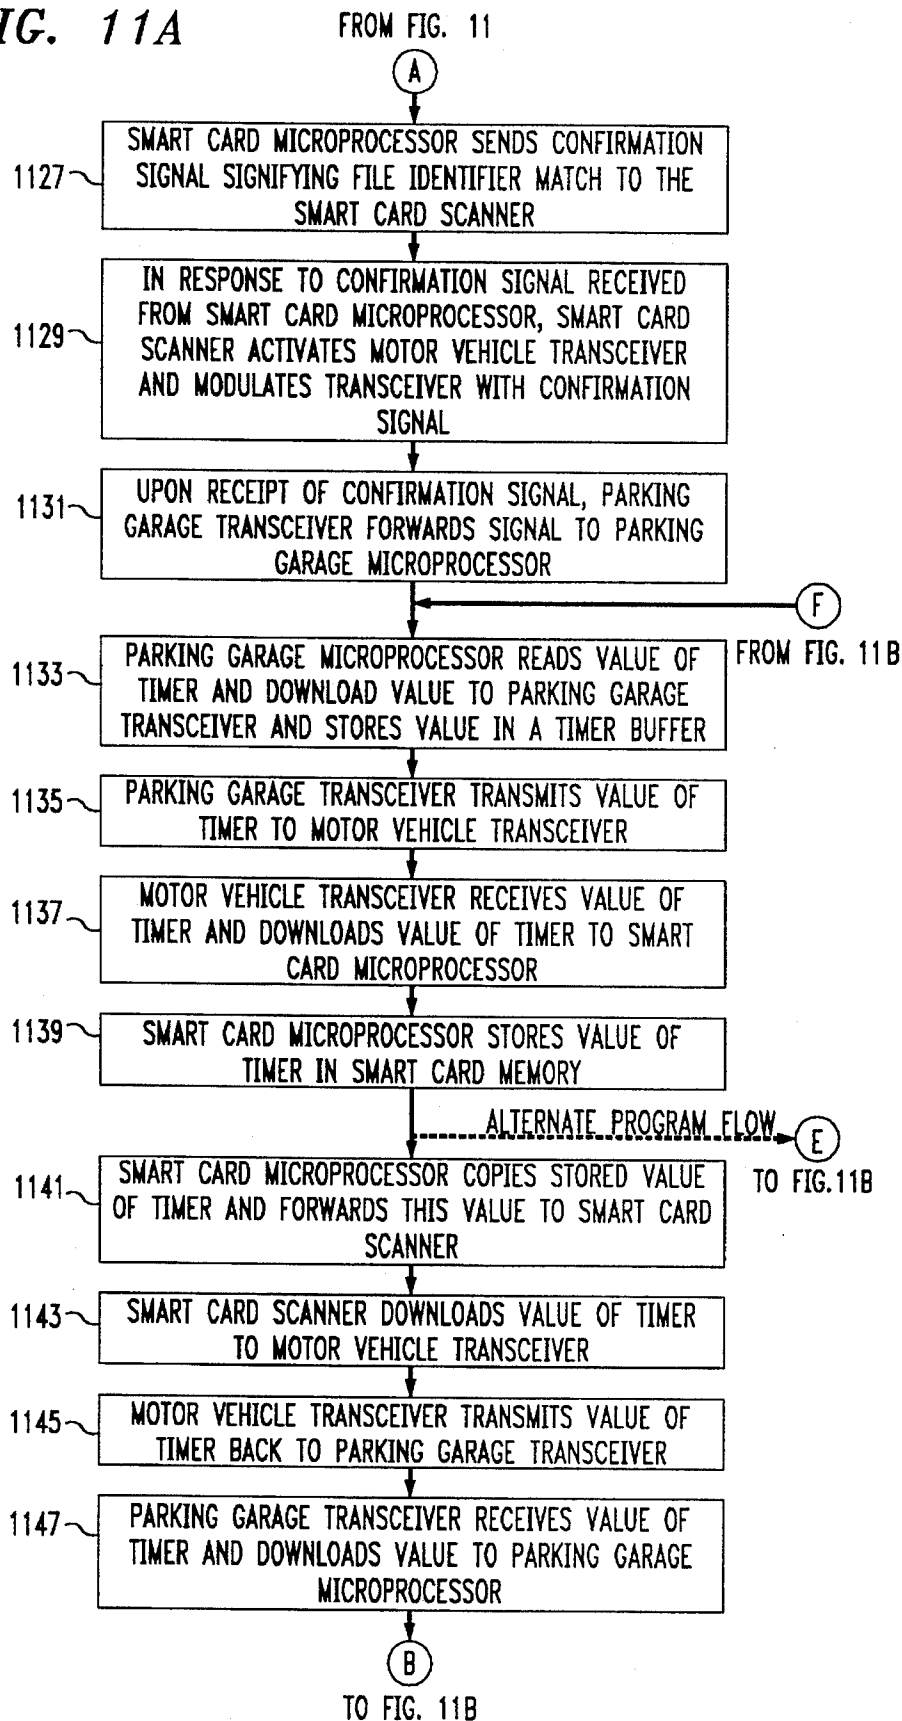 IG. 11A
FROM FIG. 11
A
1127
SMART CARD MICROPROCESSOR SENDS CONFIRMATION
SIGNAL SIGNIFYING FILE IDENTIFIER MATCH TO THE
SMART CARD SCANNER
1129
IN RESPONSE TO CONFIRMATION SIGNAL RECEIVED
FROM SMART CARD MICROPROCESSOR, SMART CARD
SCANNER ACTIVATES MOTOR VEHICLE TRANSCEIVER
AND MODULATES TRANSCEIVER WITH CONFIRMATION
SIGNAL
1131
UPON RECEIPT OF CONFIRMATION SIGNAL, PARKING
GARAGE TRANSCEIVER FORWARDS SIGNAL TO PARKING
GARAGE MICROPROCESSOR
F
FROM FIG. 11B
1133
PARKING GARAGE MICROPROCESSOR READS VALUE OF
TIMER AND DOWNLOAD VALUE TO PARKING GARAGE
TRANSCEIVER AND STORES VALUE IN A TIMER BUFFER
1135
PARKING GARAGE TRANSCEIVER TRANSMITS VALUE OF
TIMER TO MOTOR VEHICLE TRANSCEIVER
1137
MOTOR VEHICLE TRANSCEIVER RECEIVES VALUE OF
TIMER AND DOWNLOADS VALUE OF TIMER TO SMART
CARD MICROPROCESSOR
1139
SMART CARD MICROPROCESSOR STORES VALUE OF
TIMER IN SMART CARD MEMORY
ALTERNATE PROGRAM FLOW
E
TO FIG.11B
1141
SMART CARD MICROPROCESSOR COPIES STORED VALUE
OF TIMER AND FORWARDS THIS VALUE TO SMART CARD
SCANNER
1143
SMART CARD SCANNER DOWNLOADS VALUE OF TIMER
TO MOTOR VEHICLE TRANSCEIVER
1145
MOTOR VEHICLE TRANSCEIVER TRANSMITS VALUE OF
TIMER BACK TO PARKING GARAGE TRANSCEIVER
1147
PARKING GARAGE TRANSCEIVER RECEIVES VALUE OF
TIMER AND DOWNLOADS VALUE TO PARKING GARAGE
MICROPROCESSOR
B
TO FIG. 11B